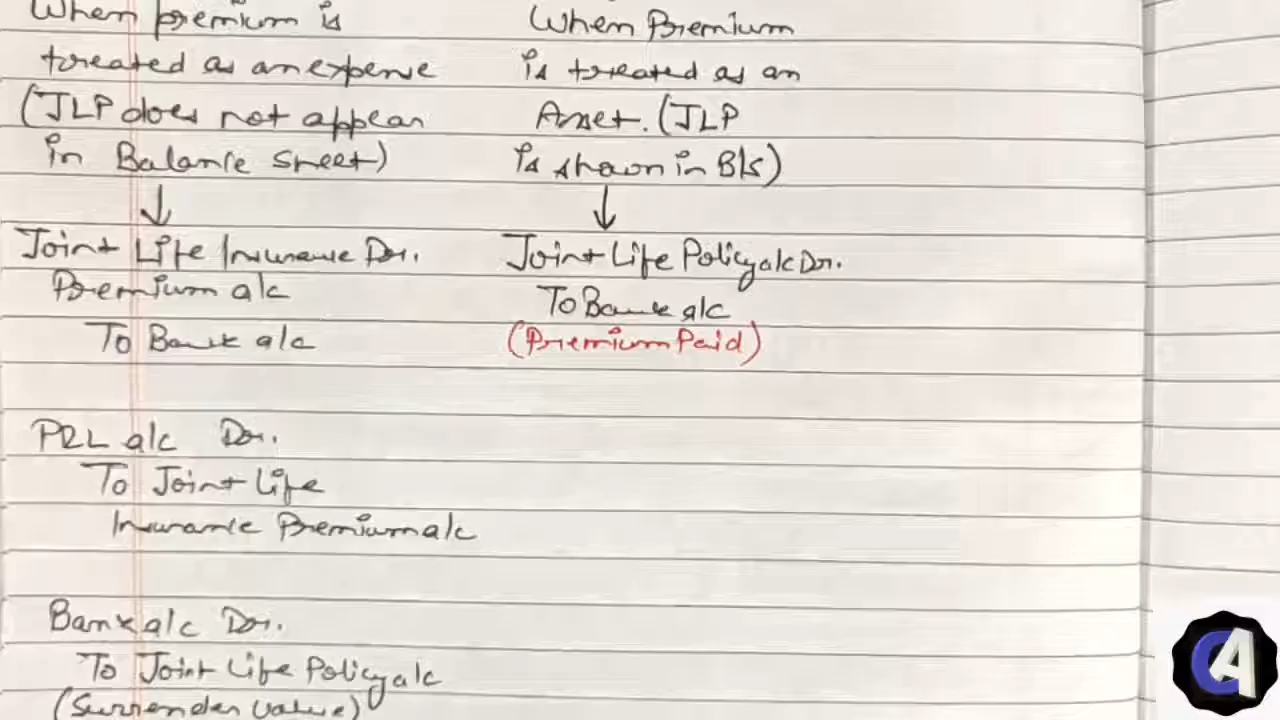 When premium is
treated as an expense
(JLP does not appear
in Balance sheet)
↓
Joint Life Insurance Dr.
Premium a/c
To Bank a/c
P&L a/c Dr.
To Joint Life
Insurance Premium a/c
Bank a/c Dr.
To Joint Life Policy a/c
(Surrender value)
When Premium
is treated as an
Asset. (JLP
is shown in B/s)
↓
Joint Life Policy a/c Dr.
To Bank a/c
(Premium Paid)
CA